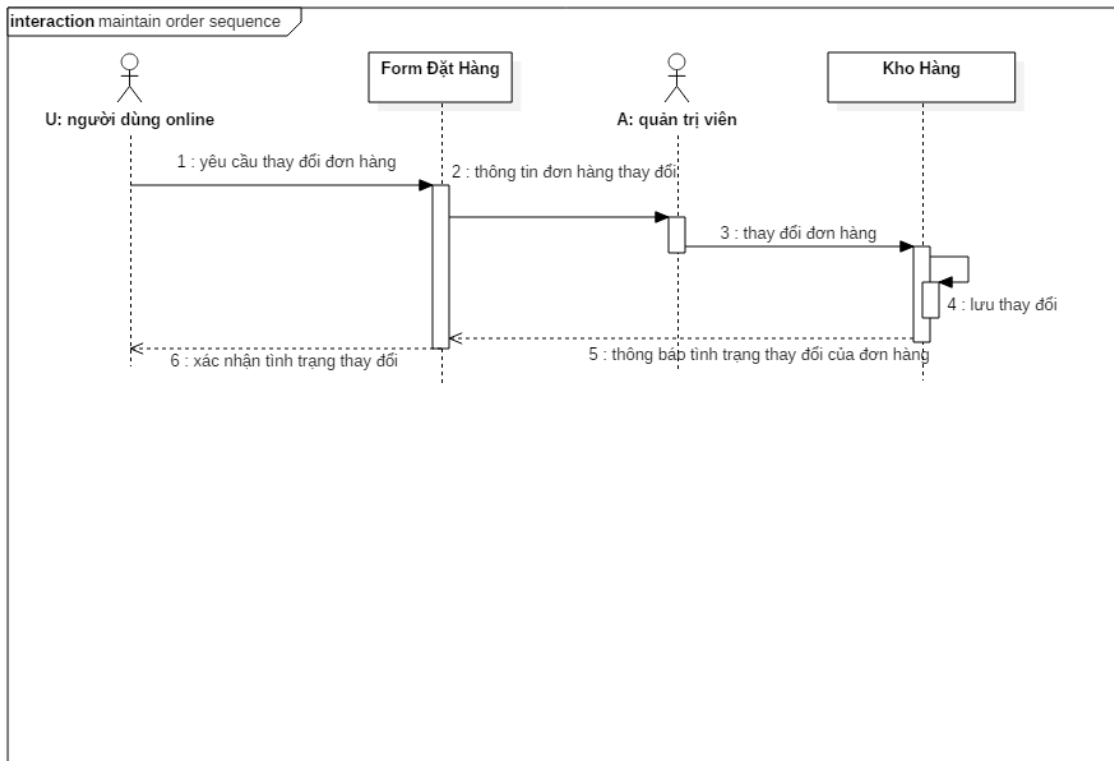 interaction maintain order sequence
Form Đặt Hàng
Kho Hàng
U: người dùng online
A: quản trị viên
1 : yêu cầu thay đổi đơn hàng
2 : thông tin đơn hàng thay đổi
3 : thay đổi đơn hàng
4 : lưu thay đổi
5 : thông báo tình trạng thay đổi của đơn hàng
6 : xác nhận tình trạng thay đổi